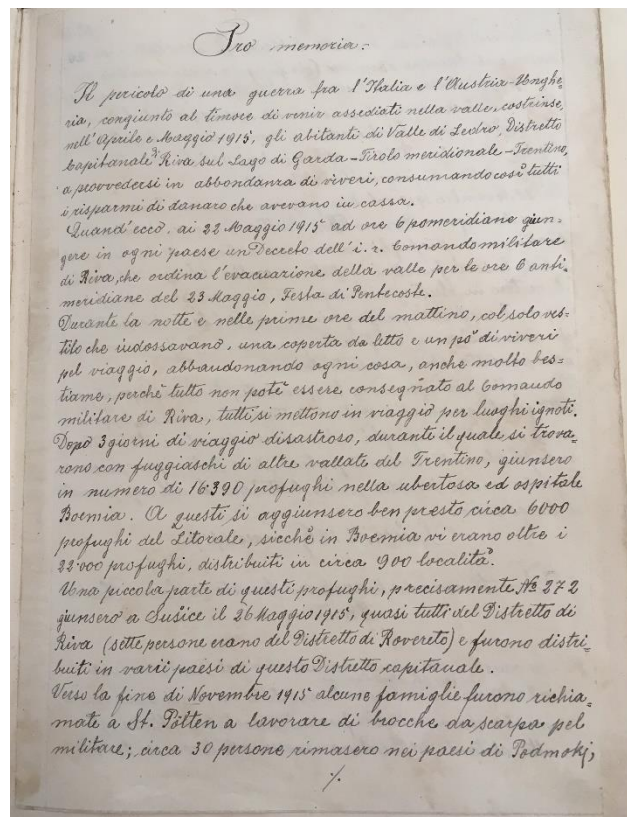 Pro memoria:
Il pericolo di una guerra fra l'Italia e l'Austria-Unghe=
ria, congiunto al timore di venir assediati nella valle, costrinse,
nell'Aprile e Maggio 1915, gli abitanti di Valle di Ledro, Distretto
Capitanale di Riva sul Lago di Garda - Tirolo meridionale - Trentino,
a provvedersi in abbondanza di viveri, consumando così tutti
i risparmi di danaro che avevano in cassa.
Quand'ecco, ai 22 Maggio 1915 ad ore 6 pomeridiane giun=
gere in ogni paese un Decreto dell'i. r. Comando militare
di Riva, che ordina l'evacuazione della valle per le ore 6 anti=
meridiane del 23 Maggio, Festa di Pentecoste.
Durante la notte e nelle prime ore del mattino, col solo ves=
tito che indossavano, una coperta da letto e un pò di viveri
pel viaggio, abbandonando ogni cosa, anche molto bes=
tiame, perchè tutto non potè essere consegnato al Comando
militare di Riva, tutti si mettono in viaggio per luoghi ignoti.
Dopo 3 giorni di viaggio disastroso, durante il quale si trova=
rono con fuggiaschi di altre vallate del Trentino, giunsero
in numero di 16·390 profughi nella ubertosa ed ospitale
Boemia. A questi si aggiunsero ben presto circa 6000
profughi del Litorale, sicchè in Boemia vi erano oltre i
22·000 profughi, distribuiti in circa 900 località.
Una piccola parte di questi profughi, precisamente No 272
giunsero a Sušice il 26 Maggio 1915, quasi tutti del Distretto di
Riva (sette persone erano del Distretto di Rovereto) e furono distri=
buiti in varii paesi di questo Distretto capitanale.
Verso la fine di Novembre 1915 alcune famiglie furono richia=
mate a St. Pötten a lavorare di brocche da scarpa pel
militare; circa 30 persone rimasero nei paesi di Podmokj,
·/.